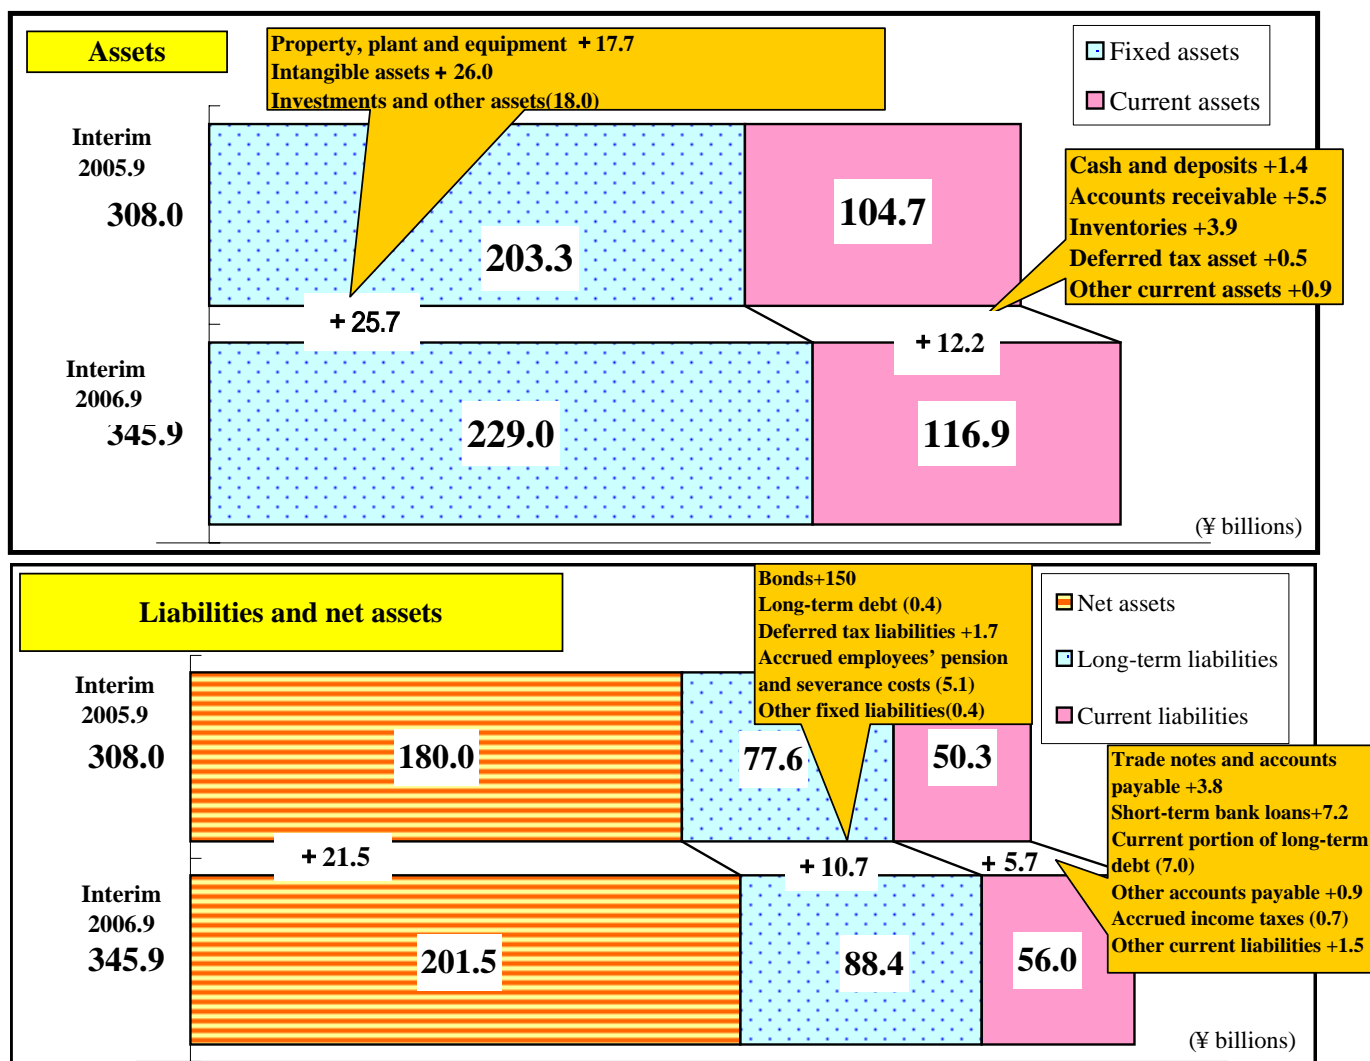 Assets
Property, plant and equipment +17.7
Intangible assets + 26.0
Investments and other assets(18.0)
Fixed assets
Current assets
Interim
2005.9
308.0
203.3
104.7
Cash and deposits +1.4
Accounts receivable +5.5
Inventories +3.9
Deferred tax asset +0.5
Other current assets +0.9
+25.7
+12.2
Interim
2006.9
345.9
229.0
116.9
(¥ billions)
Liabilities and net assets
Bonds+150
Long-term debt (0.4)
Deferred tax liabilities +1.7
Accrued employees’ pension
and severance costs (5.1)
Other fixed liabilities(0.4)
Net assets
Long-term liabilities
Current liabilities
Interim
2005.9
308.0
180.0
77.6
50.3
Trade notes and accounts
payable +3.8
Short-term bank loans+7.2
Current portion of long-term
debt (7.0)
Other accounts payable +0.9
Accrued income taxes (0.7)
Other current liabilities +1.5
+21.5
+10.7
+5.7
Interim
2006.9
345.9
201.5
88.4
56.0
(¥ billions)